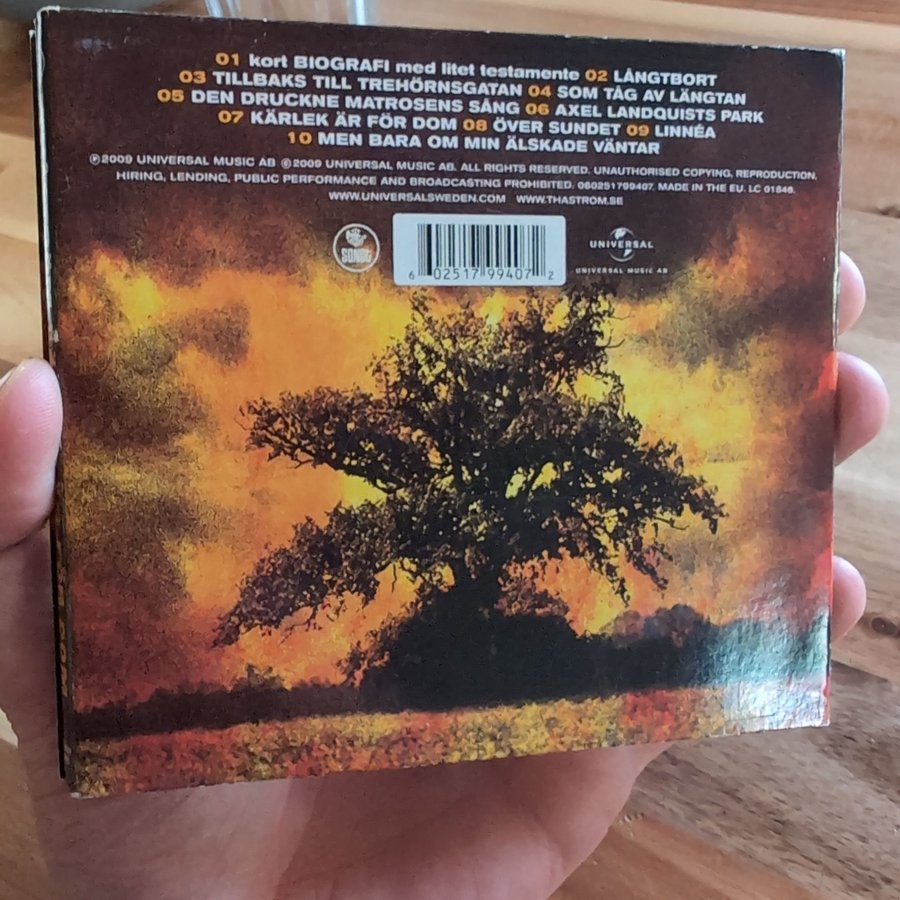 01 kort BIOGRAFI med litet testamente 02 LÅNGTBORT
03 TILLBAKS TILL TREHÖRNSGATAN 04 SOM TÅG AV LÄNGTAN
05 DEN DRUCKNE MATROSENS SÅNG 06 AXEL LANDQUISTS PARK
07 KÄRLEK ÄR FÖR DOM 08 ÖVER SUNDET 09 LINNÉA
10 MEN BARA OM MIN ÄLSKADE VÄNTAR
℗2009 UNIVERSAL MUSIC AB ©2009 UNIVERSAL MUSIC AB. ALL RIGHTS RESERVED. UNAUTHORISED COPYING, REPRODUCTION,
HIRING, LENDING, PUBLIC PERFORMANCE AND BROADCASTING PROHIBITED. 060251799407. MADE IN THE EU. LC 01846.
WWW.UNIVERSALSWEDEN.COM WWW.THASTROM.SE
SONET
6 02517 99407 2
UNIVERSAL
UNIVERSAL MUSIC AB